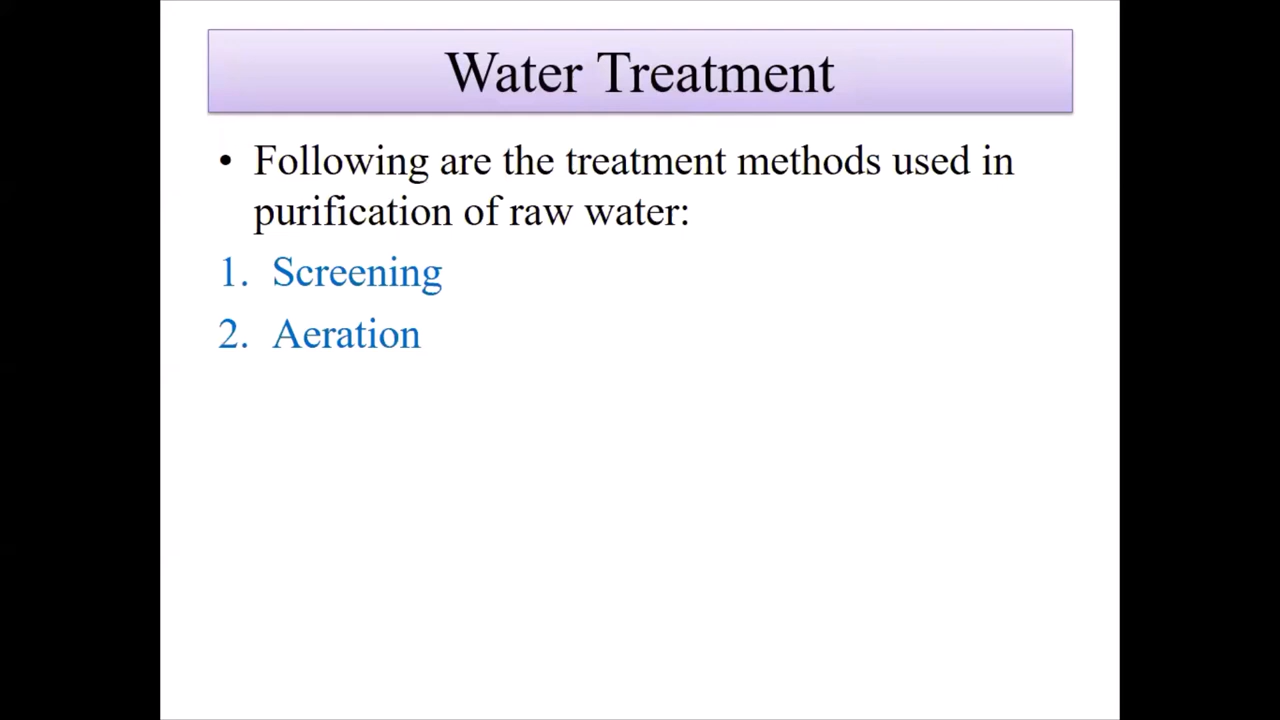 Water Treatment
• Following are the treatment methods used in
purification of raw water:
1. Screening
2. Aeration